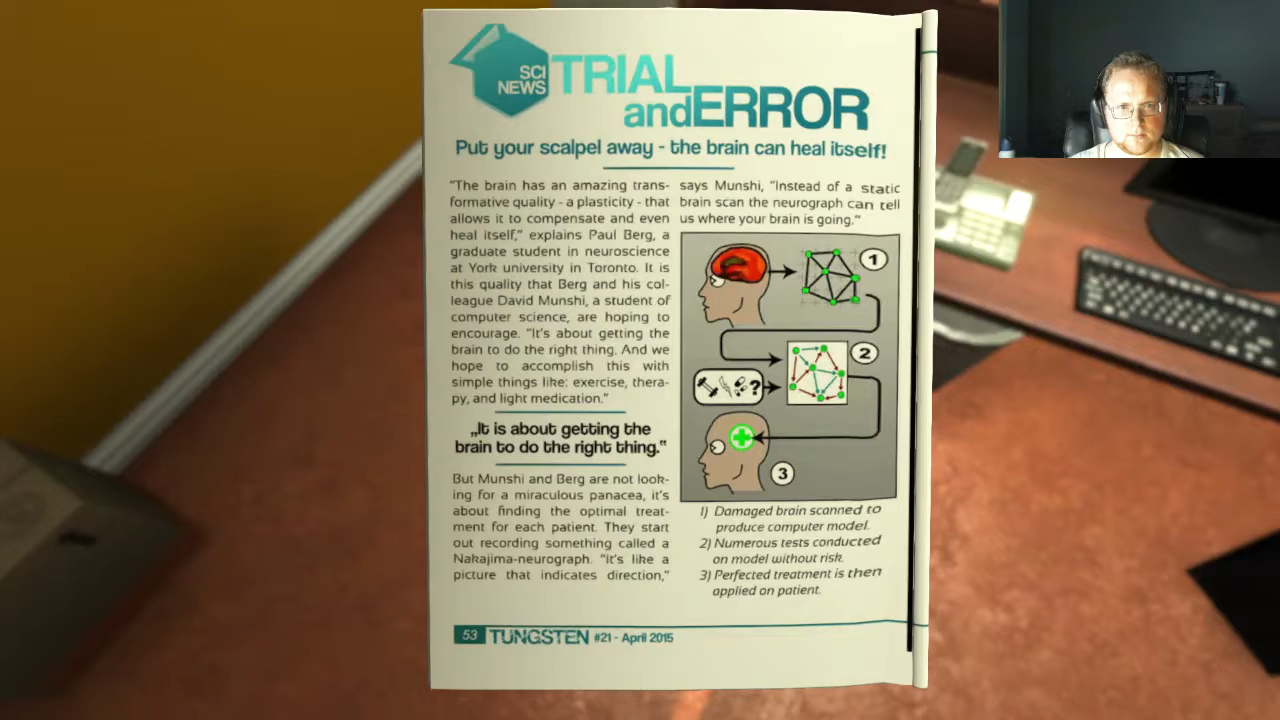 SCI
NEWS
TRIAL
and ERROR
Put your scalpel away - the brain can heal itself!
"The brain has an amazing trans-
formative quality - a plasticity - that
allows it to compensate and even
heal itself," explains Paul Berg, a
graduate student in neuroscience
at York university in Toronto. It is
this quality that Berg and his col-
league David Munshi, a student of
computer science, are hoping to
encourage. "It's about getting the
brain to do the right thing. And we
hope to accomplish this with
simple things like: exercise, thera-
py, and light medication."
„It is about getting the
brain to do the right thing."
But Munshi and Berg are not look-
ing for a miraculous panacea, it's
about finding the optimal treat-
ment for each patient. They start
out recording something called a
Nakajima-neurograph. "It's like a
picture that indicates direction,"
says Munshi, "Instead of a static
brain scan the neurograph can tell
us where your brain is going."
1
2
?
3
1) Damaged brain scanned to
produce computer model.
2) Numerous tests conducted
on model without risk.
3) Perfected treatment is then
applied on patient.
53 TUNGSTEN #21 - April 2015